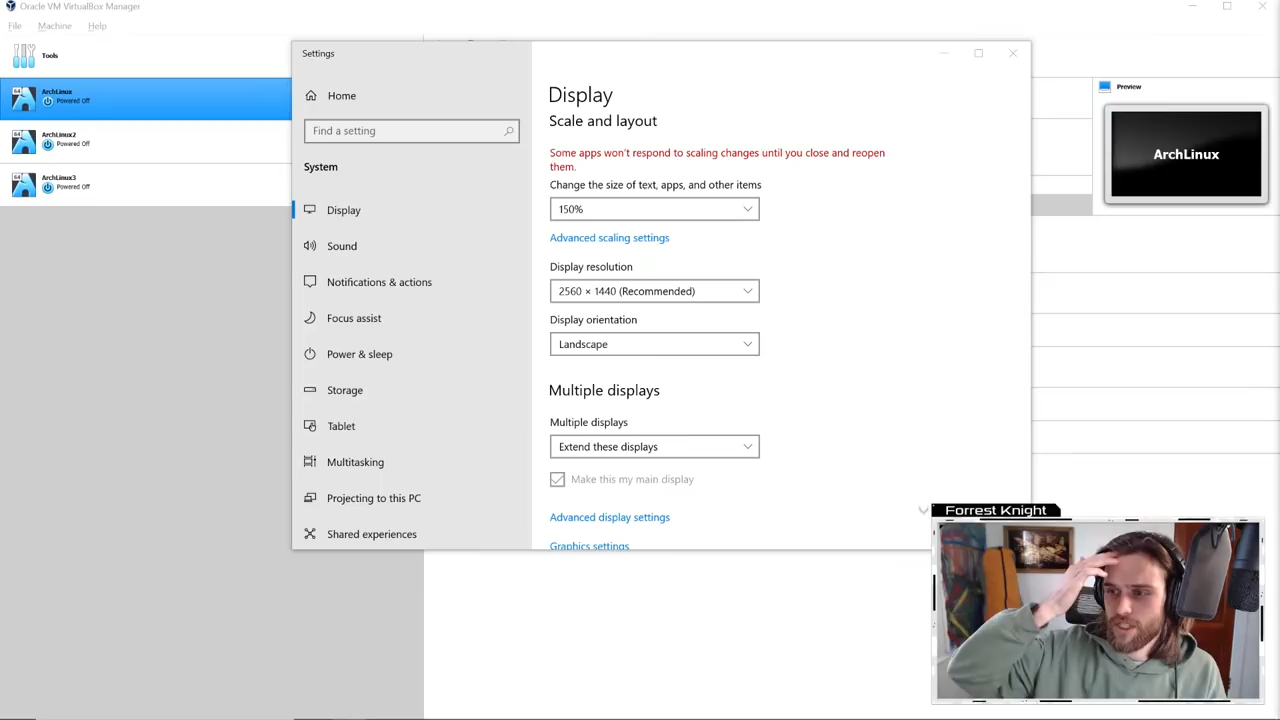 Oracle VM VirtualBox Manager
File Machine Help
Tools
64
ArchLinux
Powered Off
64
ArchLinux2
Powered Off
64
ArchLinux3
Powered Off
Settings
Home
Find a setting
System
Display
Sound
Notifications & actions
Focus assist
Power & sleep
Storage
Tablet
Multitasking
Projecting to this PC
Shared experiences
Display
Scale and layout
Some apps won't respond to scaling changes until you close and reopen
them.
Change the size of text, apps, and other items
150%
Advanced scaling settings
Display resolution
2560 × 1440 (Recommended)
Display orientation
Landscape
Multiple displays
Multiple displays
Extend these displays
Make this my main display
Advanced display settings
Graphics settings
Preview
ArchLinux
Forrest Knight